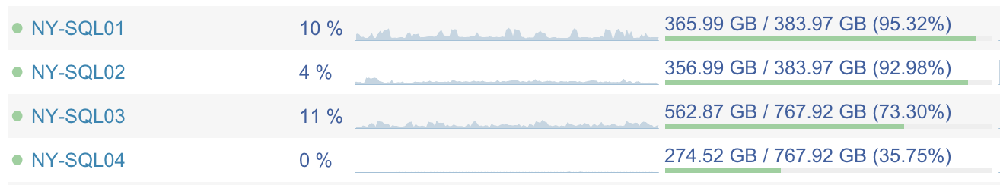 NY-SQL01 10 % 365.99 GB / 383.97 GB (95.32%)
NY-SQL02 4 % 356.99 GB / 383.97 GB (92.98%)
NY-SQL03 11 % 562.87 GB / 767.92 GB (73.30%)
NY-SQL04 0 % 274.52 GB / 767.92 GB (35.75%)